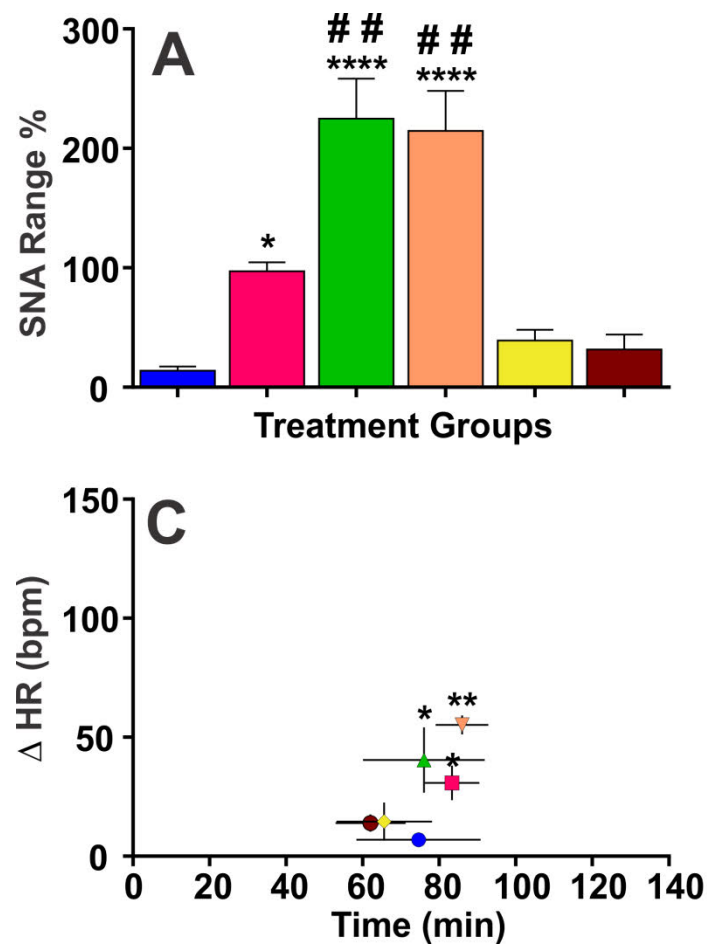 300
A
# #
****
# #
****
200
SNA Range %
*
100
0
Treatment Groups
150
C
100
Δ HR (bpm)
**
*
50
*
0
0 20 40 60 80 100 120 140
Time (min)